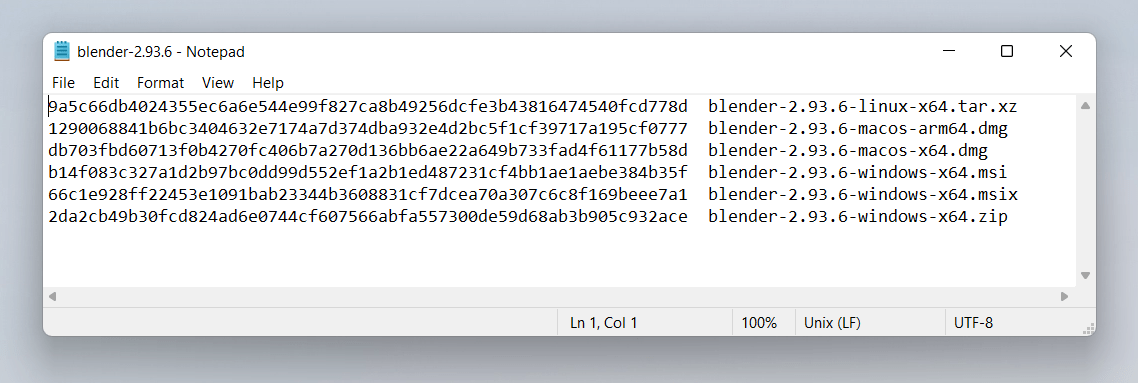 blender-2.93.6 - Notepad
File Edit Format View Help
9a5c66db4024355ec6a6e544e99f827ca8b49256dcfe3b43816474540fcd778d  blender-2.93.6-linux-x64.tar.xz
1290068841b6bc3404632e7174a7d374dba932e4d2bc5f1cf39717a195cf0777  blender-2.93.6-macos-arm64.dmg
db703fbd60713f0b4270fc406b7a270d136bb6ae22a649b733fad4f61177b58d  blender-2.93.6-macos-x64.dmg
b14f083c327a1d2b97bc0dd99d552ef1a2b1ed487231cf4bb1ae1aebe384b35f  blender-2.93.6-windows-x64.msi
66c1e928ff22453e1091bab23344b3608831cf7dcea70a307c6c8f169beee7a1  blender-2.93.6-windows-x64.msix
2da2cb49b30fcd824ad6e0744cf607566abfa557300de59d68ab3b905c932ace  blender-2.93.6-windows-x64.zip
Ln 1, Col 1 100% Unix (LF) UTF-8